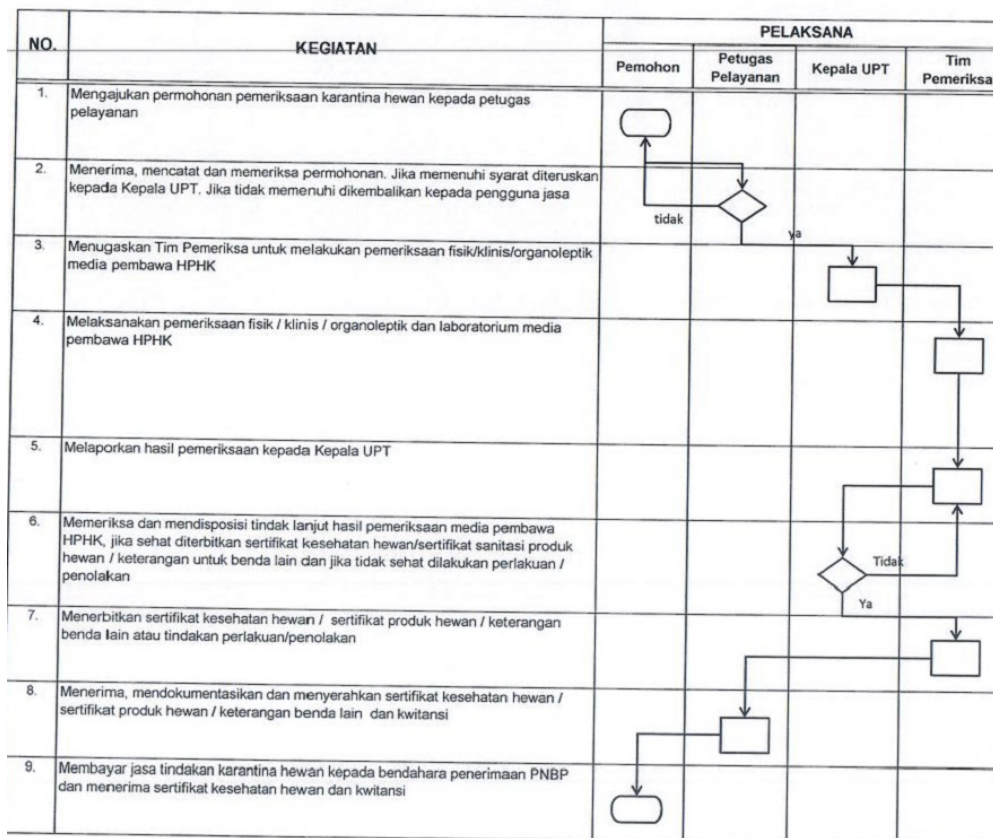 NO.
KEGIATAN
PELAKSANA
Pemohon
Petugas
Pelayanan
Kepala UPT
Tim
Pemeriksa
1. Mengajukan permohonan pemeriksaan karantina hewan kepada petugas
pelayanan
2. Menerima, mencatat dan memeriksa permohonan. Jika memenuhi syarat diteruskan
kepada Kepala UPT. Jika tidak memenuhi dikembalikan kepada pengguna jasa
tidak
ya
3. Menugaskan Tim Pemeriksa untuk melakukan pemeriksaan fisik/klinis/organoleptik
media pembawa HPHK
4. Melaksanakan pemeriksaan fisik / klinis / organoleptik dan laboratorium media
pembawa HPHK
5. Melaporkan hasil pemeriksaan kepada Kepala UPT
6. Memeriksa dan mendisposisi tindak lanjut hasil pemeriksaan media pembawa
HPHK, jika sehat diterbitkan sertifikat kesehatan hewan/sertifikat sanitasi produk
hewan / keterangan untuk benda lain dan jika tidak sehat dilakukan perlakuan /
penolakan
Tidak
Ya
7. Menerbitkan sertifikat kesehatan hewan / sertifikat produk hewan / keterangan
benda lain atau tindakan perlakuan/penolakan
8. Menerima, mendokumentasikan dan menyerahkan sertifikat kesehatan hewan /
sertifikat produk hewan / keterangan benda lain dan kwitansi
9. Membayar jasa tindakan karantina hewan kepada bendahara penerimaan PNBP
dan menerima sertifikat kesehatan hewan dan kwitansi